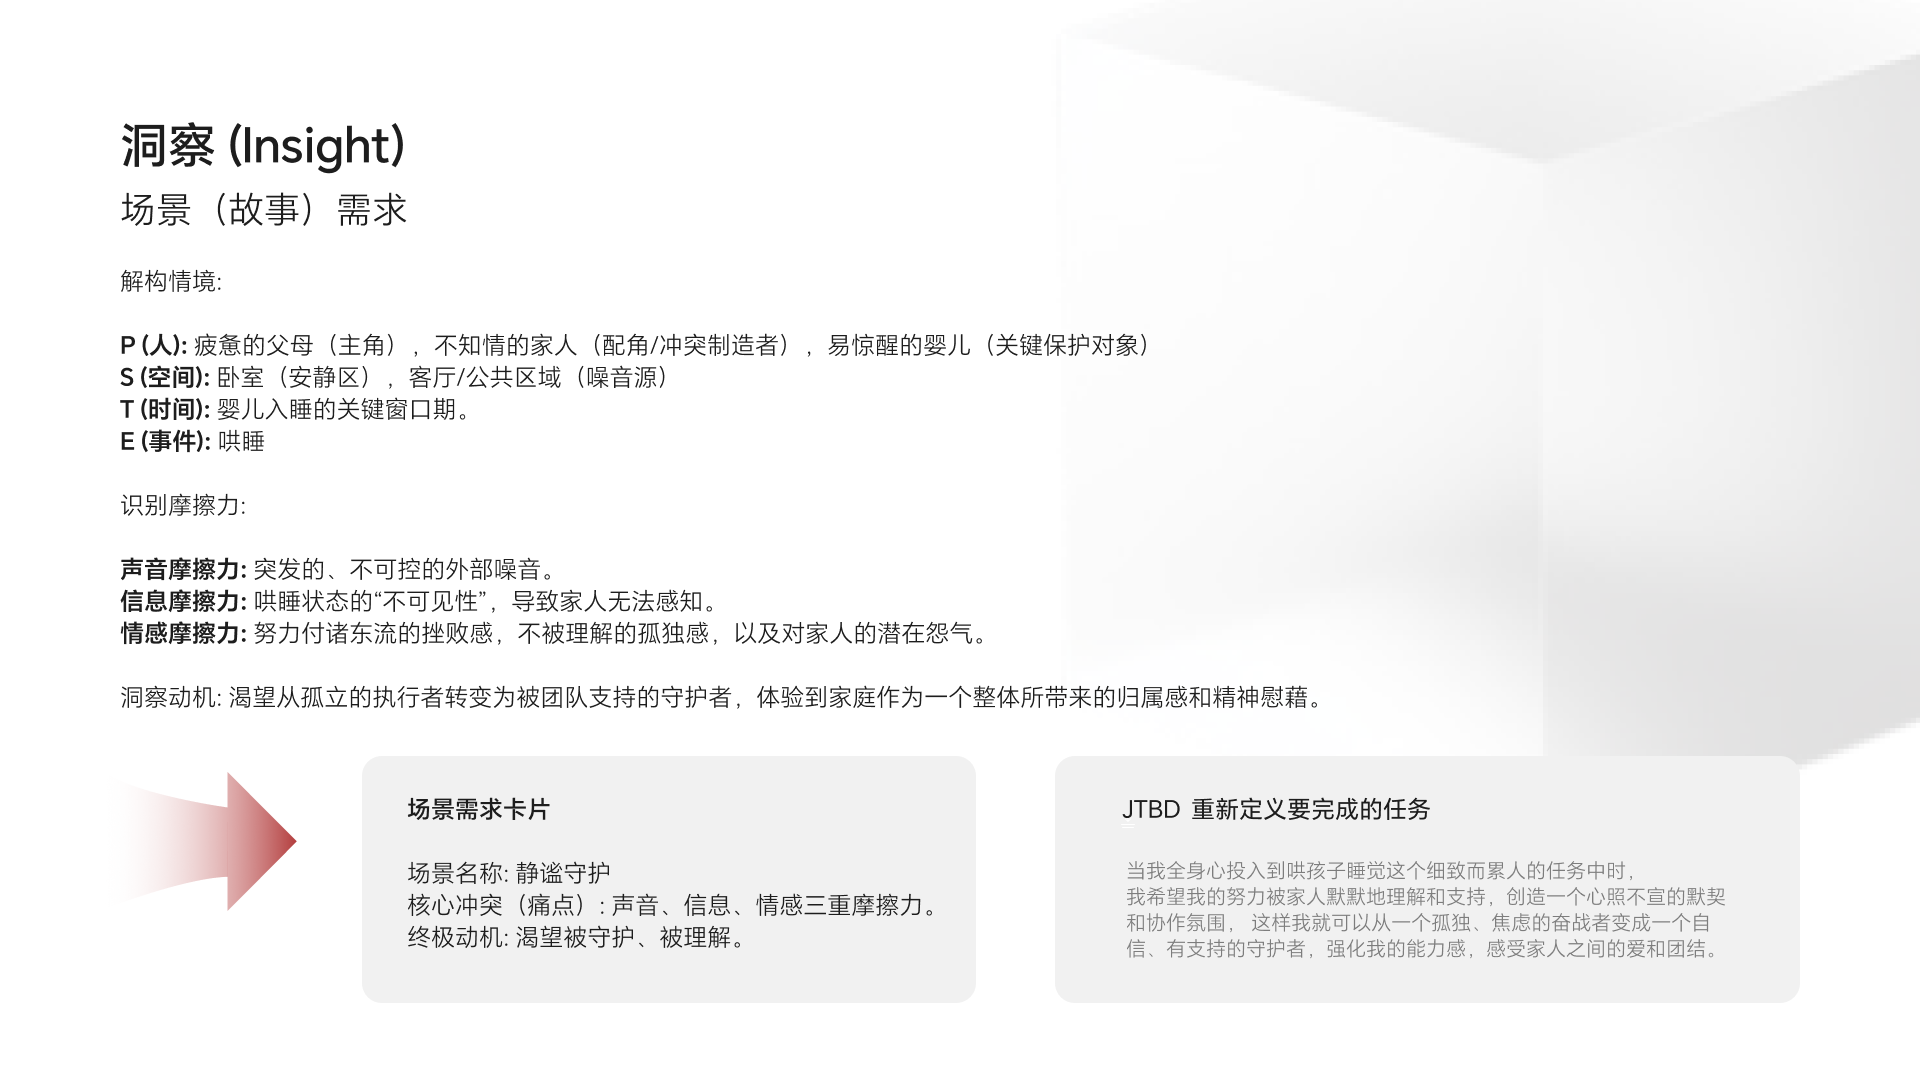 洞察 (Insight)
场景（故事）需求
解构情境:
P (人): 疲惫的父母（主角），不知情的家人（配角/冲突制造者），易惊醒的婴儿（关键保护对象）
S (空间): 卧室（安静区），客厅/公共区域（噪音源）
T (时间): 婴儿入睡的关键窗口期。
E (事件): 哄睡
识别摩擦力:
声音摩擦力: 突发的、不可控的外部噪音。
信息摩擦力: 哄睡状态的“不可见性”，导致家人无法感知。
情感摩擦力: 努力付诸东流的挫败感，不被理解的孤独感，以及对家人的潜在怨气。
洞察动机: 渴望从孤立的执行者转变为被团队支持的守护者，体验到家庭作为一个整体所带来的归属感和精神慰藉。
场景需求卡片
场景名称: 静谧守护
核心冲突（痛点）: 声音、信息、情感三重摩擦力。
终极动机: 渴望被守护、被理解。
JTBD 重新定义要完成的任务
当我全身心投入到哄孩子睡觉这个细致而累人的任务中时，
我希望我的努力被家人默默地理解和支持，创造一个心照不宣的默契
和协作氛围， 这样我就可以从一个孤独、焦虑的奋战者变成一个自
信、有支持的守护者，强化我的能力感，感受家人之间的爱和团结。